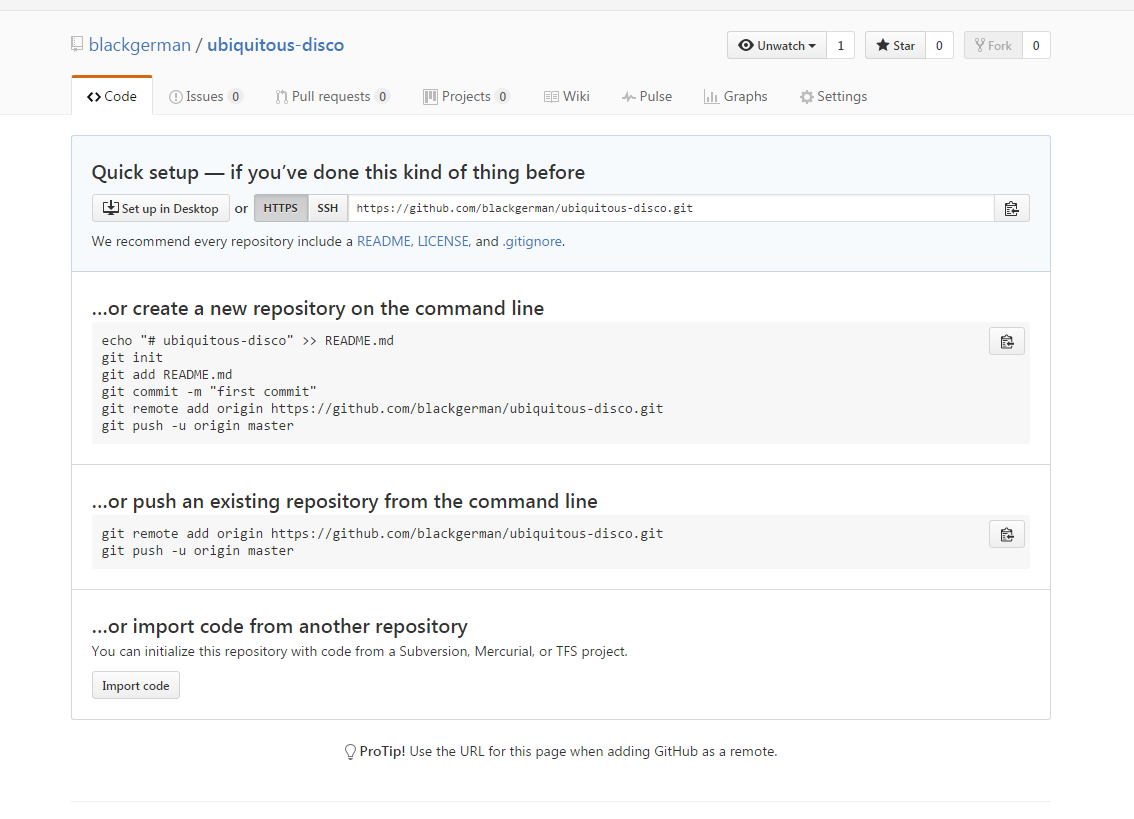 blackgerman / ubiquitous-disco
Unwatch 1 Star 0 Fork 0
Code Issues 0 Pull requests 0 Projects 0 Wiki Pulse Graphs Settings
Quick setup — if you’ve done this kind of thing before
Set up in Desktop or HTTPS SSH https://github.com/blackgerman/ubiquitous-disco.git
We recommend every repository include a README, LICENSE, and .gitignore.
…or create a new repository on the command line
echo "# ubiquitous-disco" >> README.md
git init
git add README.md
git commit -m "first commit"
git remote add origin https://github.com/blackgerman/ubiquitous-disco.git
git push -u origin master
…or push an existing repository from the command line
git remote add origin https://github.com/blackgerman/ubiquitous-disco.git
git push -u origin master
…or import code from another repository
You can initialize this repository with code from a Subversion, Mercurial, or TFS project.
Import code
ProTip! Use the URL for this page when adding GitHub as a remote.